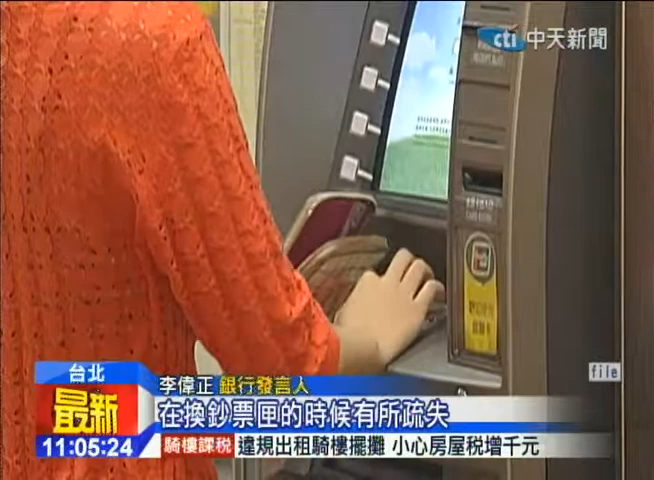 cti 中天新聞
file
台北
最新
11:05:24
李偉正 銀行發言人
在換鈔票匣的時候有所疏失
騎樓課稅 違規出租騎樓擺攤 小心房屋稅增千元